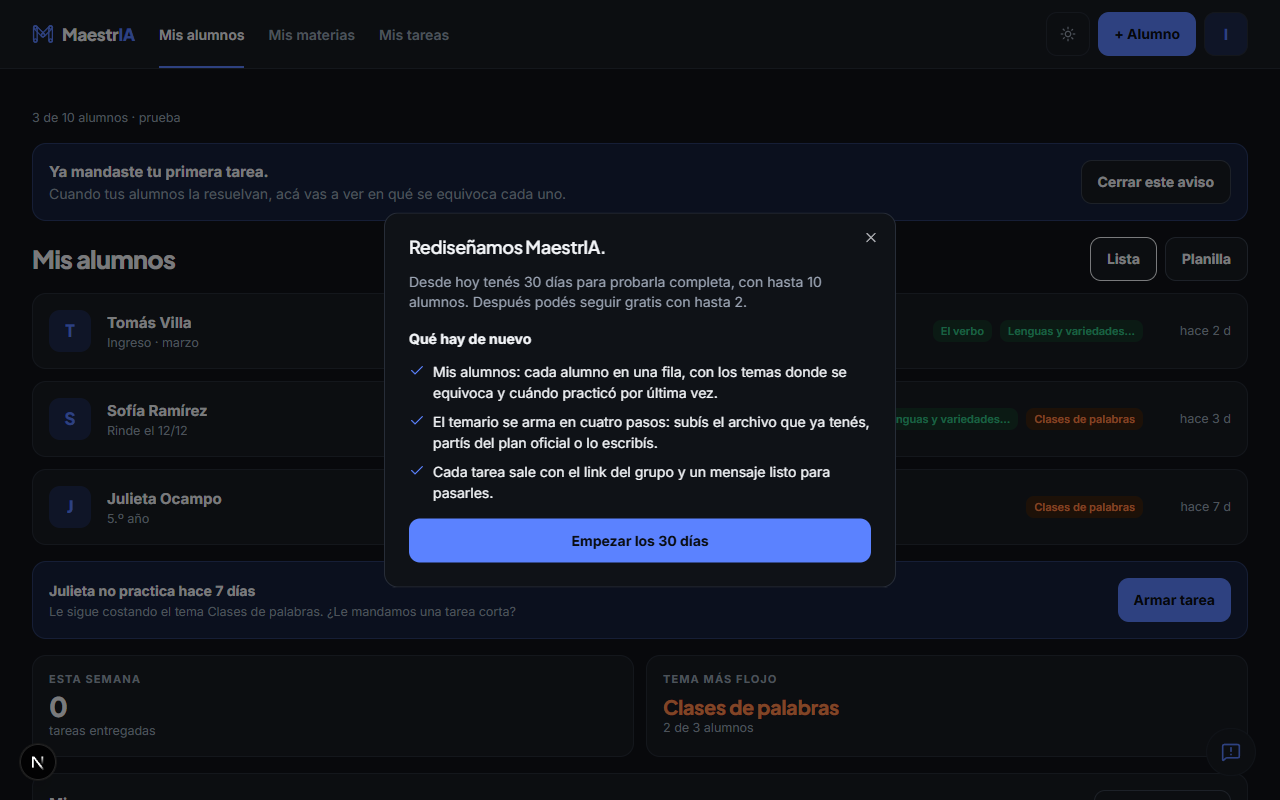 MaestrIA
Mis alumnos
Mis materias
Mis tareas
+ Alumno
I
3 de 10 alumnos · prueba
Ya mandaste tu primera tarea.
Cuando tus alumnos la resuelvan, acá vas a ver en qué se equivoca cada uno.
Cerrar este aviso
Mis alumnos
Lista
Planilla
T
Tomás Villa
Ingreso · marzo
El verbo
Lenguas y variedades...
hace 2 d
S
Sofía Ramírez
Rinde el 12/12
nguas y variedades...
Clases de palabras
hace 3 d
J
Julieta Ocampo
5.º año
Clases de palabras
hace 7 d
Rediseñamos MaestrIA.
Desde hoy tenés 30 días para probarla completa, con hasta 10
alumnos. Después podés seguir gratis con hasta 2.
Qué hay de nuevo
Mis alumnos: cada alumno en una fila, con los temas donde se
equivoca y cuándo practicó por última vez.
El temario se arma en cuatro pasos: subís el archivo que ya tenés,
partís del plan oficial o lo escribís.
Cada tarea sale con el link del grupo y un mensaje listo para
pasarles.
Empezar los 30 días
Julieta no practica hace 7 días
Le sigue costando el tema Clases de palabras. ¿Le mandamos una tarea corta?
Armar tarea
ESTA SEMANA
0
tareas entregadas
TEMA MÁS FLOJO
Clases de palabras
2 de 3 alumnos
N